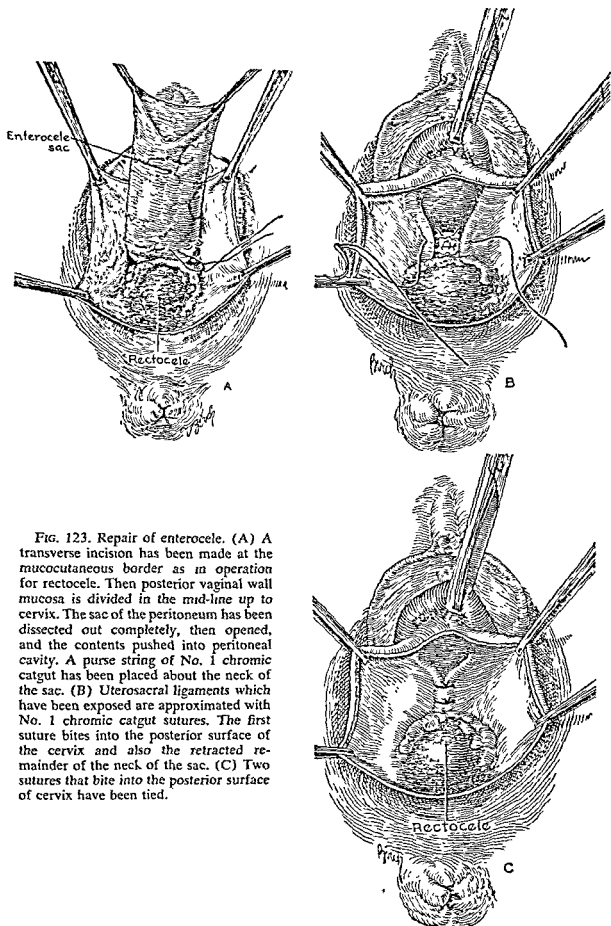 Enterocele
sac
Rectocele
A
B
FIG. 123. Repair of enterocele. (A) A
transverse incision has been made at the
mucocutaneous border as in operation
for rectocele. Then posterior vaginal wall
mucosa is divided in the mid-line up to
cervix. The sac of the peritoneum has been
dissected out completely, then opened,
and the contents pushed into peritoneal
cavity. A purse string of No. 1 chromic
catgut has been placed about the neck of
the sac. (B) Uterosacral ligaments which
have been exposed are approximated with
No. 1 chromic catgut sutures. The first
suture bites into the posterior surface of
the cervix and also the retracted re-
mainder of the neck of the sac. (C) Two
sutures that bite into the posterior surface
of cervix have been tied.
Rectocele
C